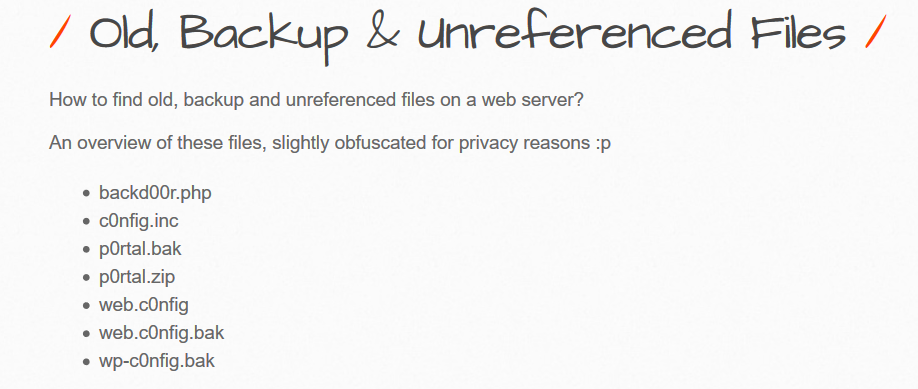 / Old, Backup & Unreferenced Files /
How to find old, backup and unreferenced files on a web server?
An overview of these files, slightly obfuscated for privacy reasons :p
• backd00r.php
• c0nfig.inc
• p0rtal.bak
• p0rtal.zip
• web.c0nfig
• web.c0nfig.bak
• wp-c0nfig.bak